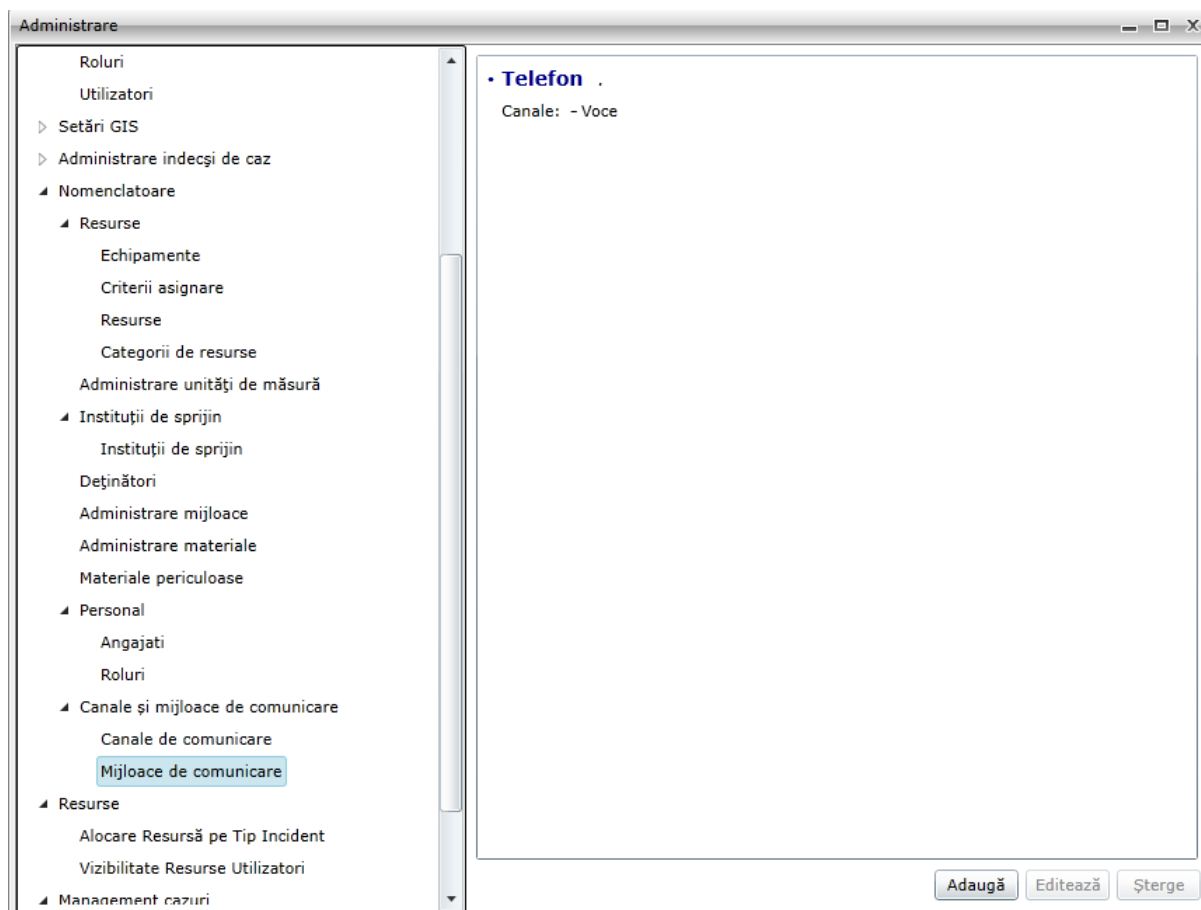 Administrare
Roluri
Utilizatori
Setări GIS
Administrare indecşi de caz
Nomenclatoare
Resurse
Echipamente
Criterii asignare
Resurse
Categorii de resurse
Administrare unităţi de măsură
Instituții de sprijin
Instituții de sprijin
Deţinători
Administrare mijloace
Administrare materiale
Materiale periculoase
Personal
Angajati
Roluri
Canale și mijloace de comunicare
Canale de comunicare
Mijloace de comunicare
Resurse
Alocare Resursă pe Tip Incident
Vizibilitate Resurse Utilizatori
Management cazuri
• Telefon .
Canale: - Voce
Adaugă Editează Şterge